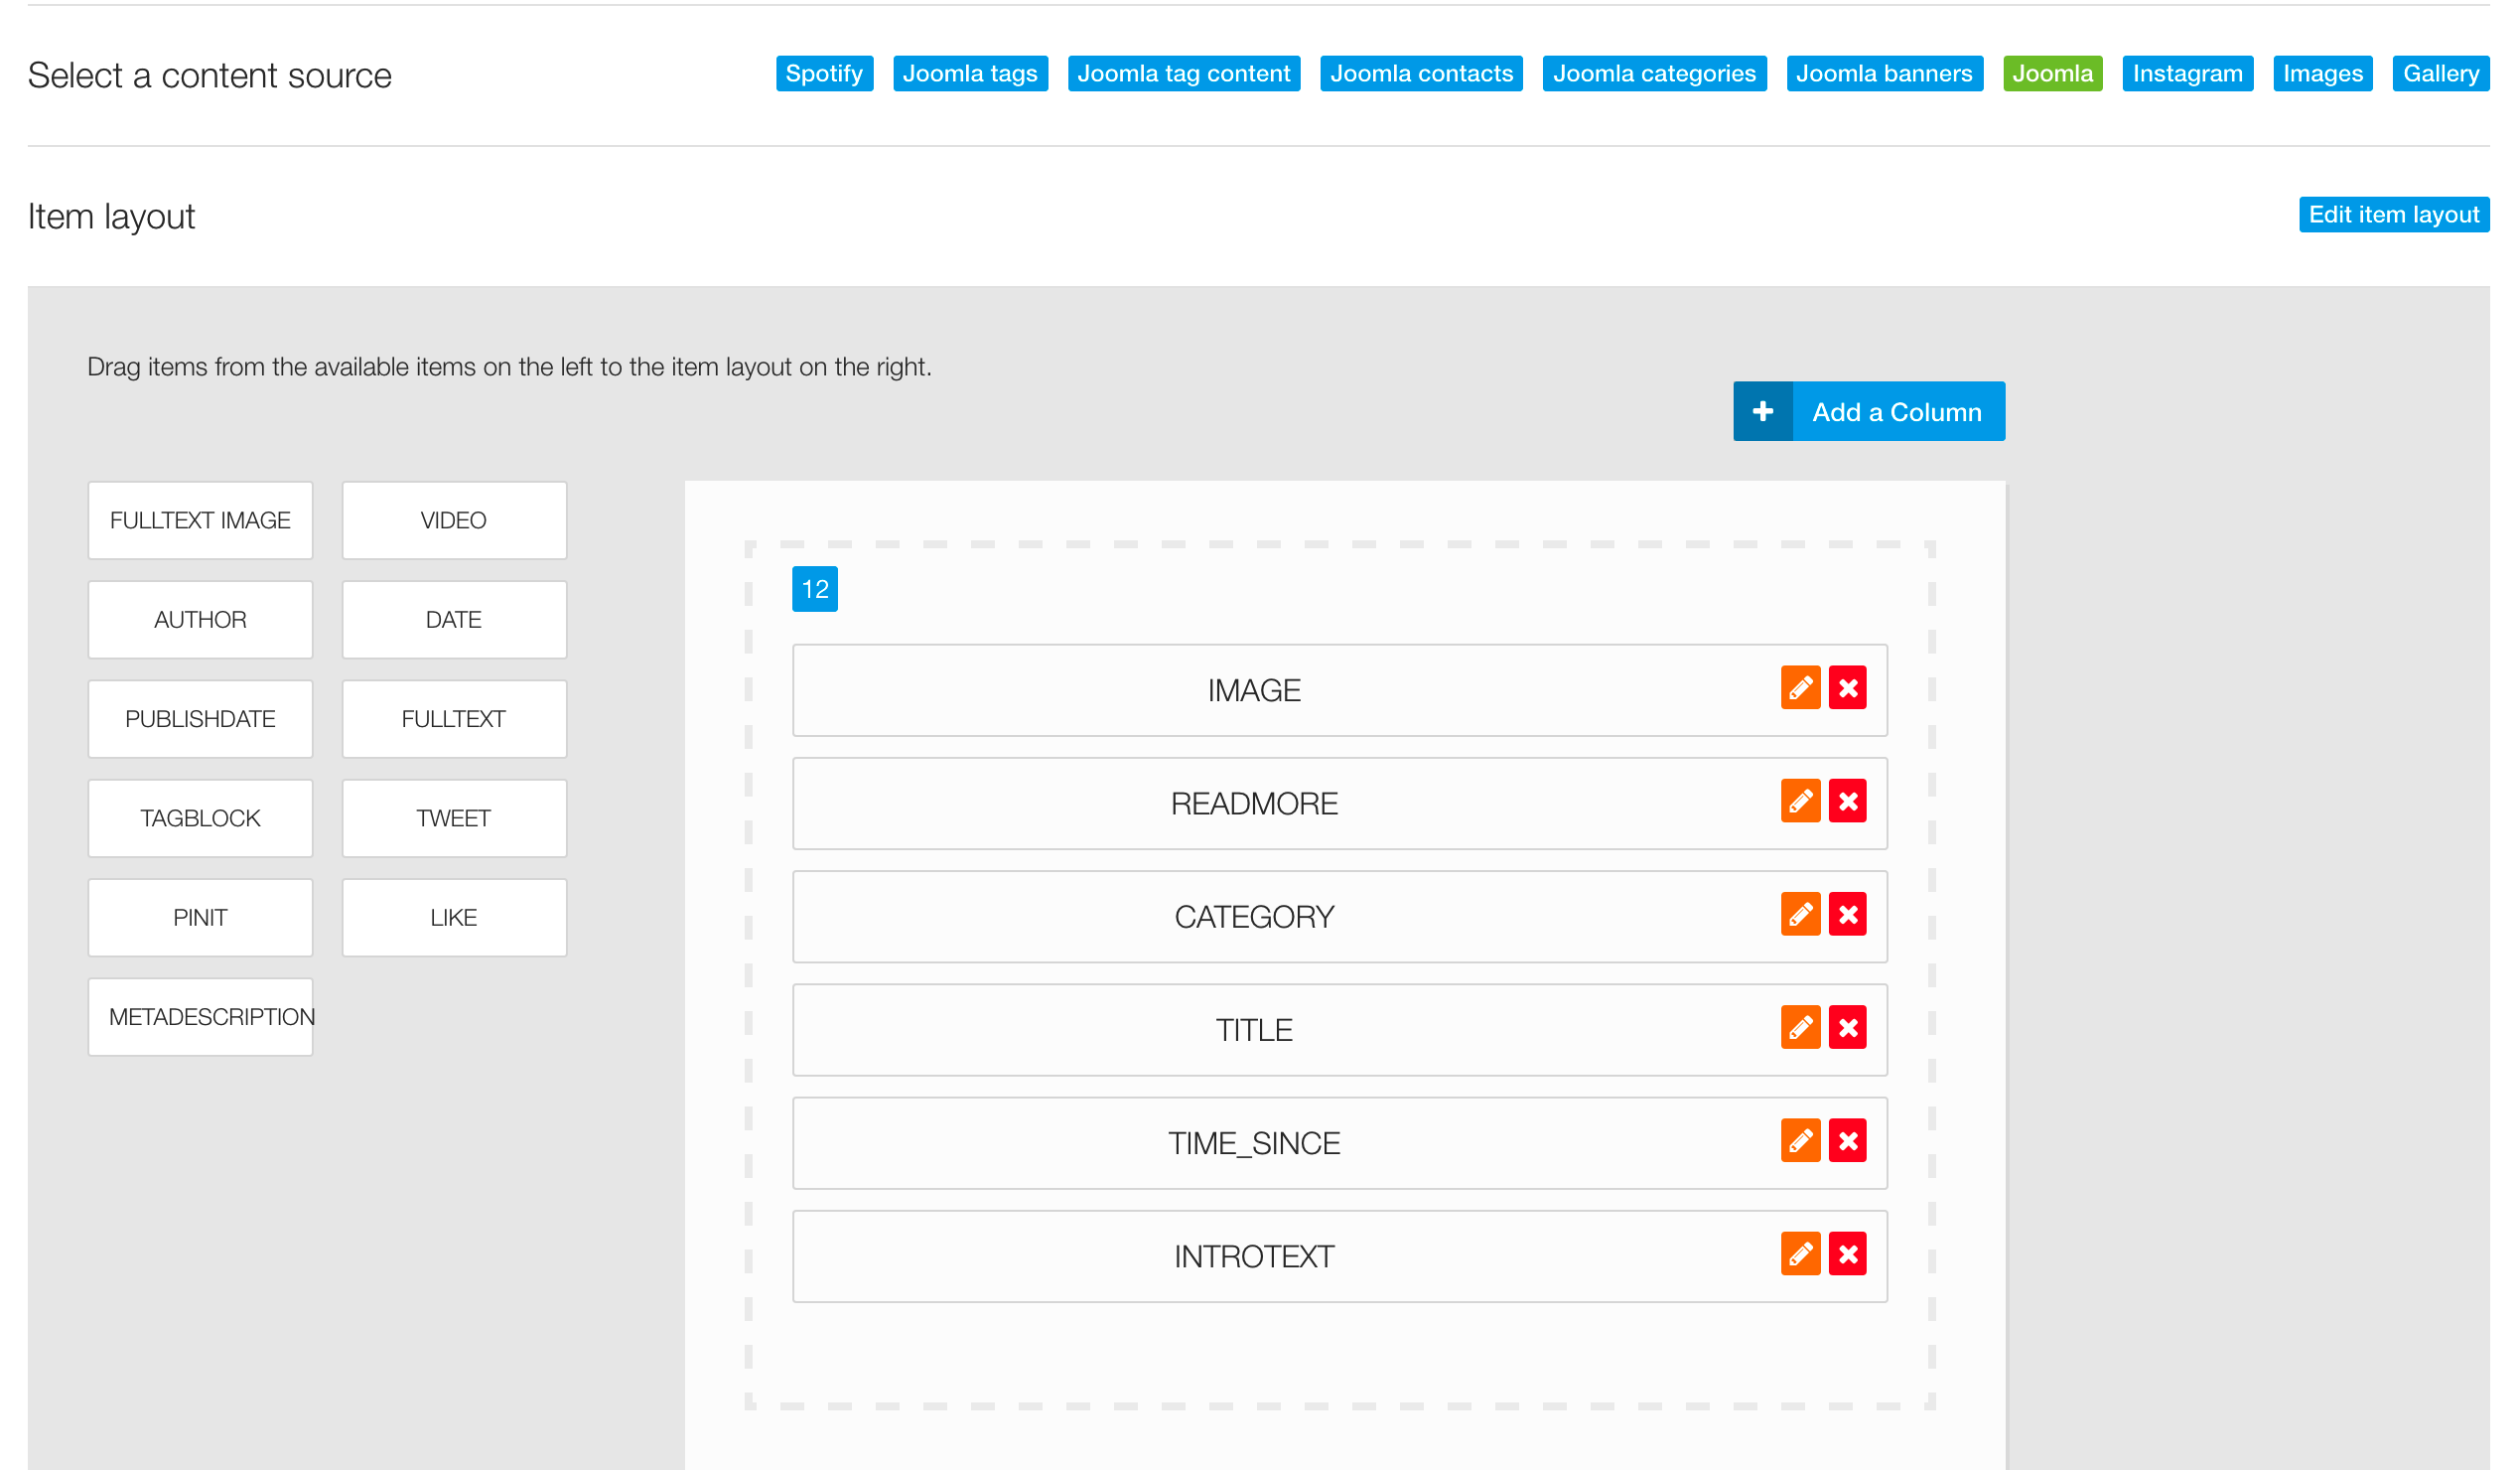 Select a content source
Spotify Joomla tags Joomla tag content Joomla contacts Joomla categories Joomla banners Joomla Instagram Images Gallery
Item layout
Edit item layout
Drag items from the available items on the left to the item layout on the right.
Add a Column
FULLTEXT IMAGE VIDEO
AUTHOR DATE
PUBLISHDATE FULLTEXT
TAGBLOCK TWEET
PINIT LIKE
METADESCRIPTION
12
IMAGE
READMORE
CATEGORY
TITLE
TIME_SINCE
INTROTEXT